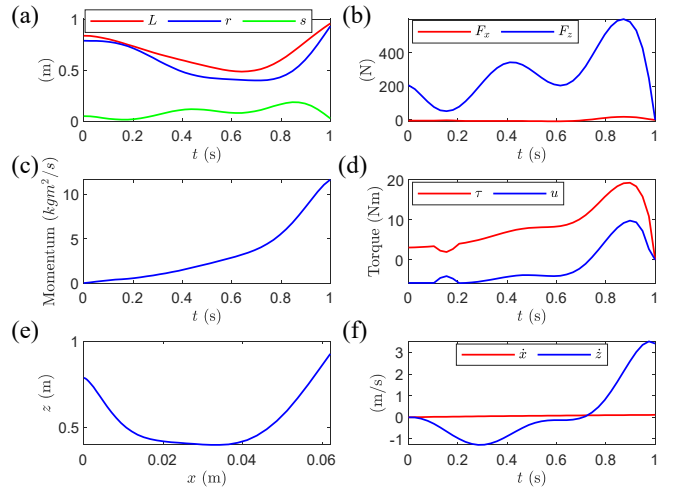 (a)
L r s
1
0.5
0
(m)
0 0.2 0.4 0.6 0.8 1
t (s)
(b)
F_x F_z
400
200
0
(N)
0 0.2 0.4 0.6 0.8 1
t (s)
(c)
10
5
0
Momentum (kgm²/s)
0 0.2 0.4 0.6 0.8 1
t (s)
(d)
τ u
20
10
0
Torque (Nm)
0 0.2 0.4 0.6 0.8 1
t (s)
(e)
1
0.5
z (m)
0 0.02 0.04 0.06
x (m)
(f)
ẋ ż
3
2
1
0
-1
(m/s)
0 0.2 0.4 0.6 0.8 1
t (s)